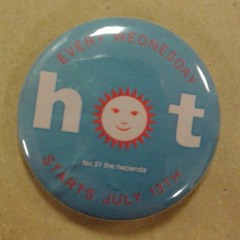 EVERY WEDNESDAY
hot
fac 51 the haçienda
STARTS JULY 13TH